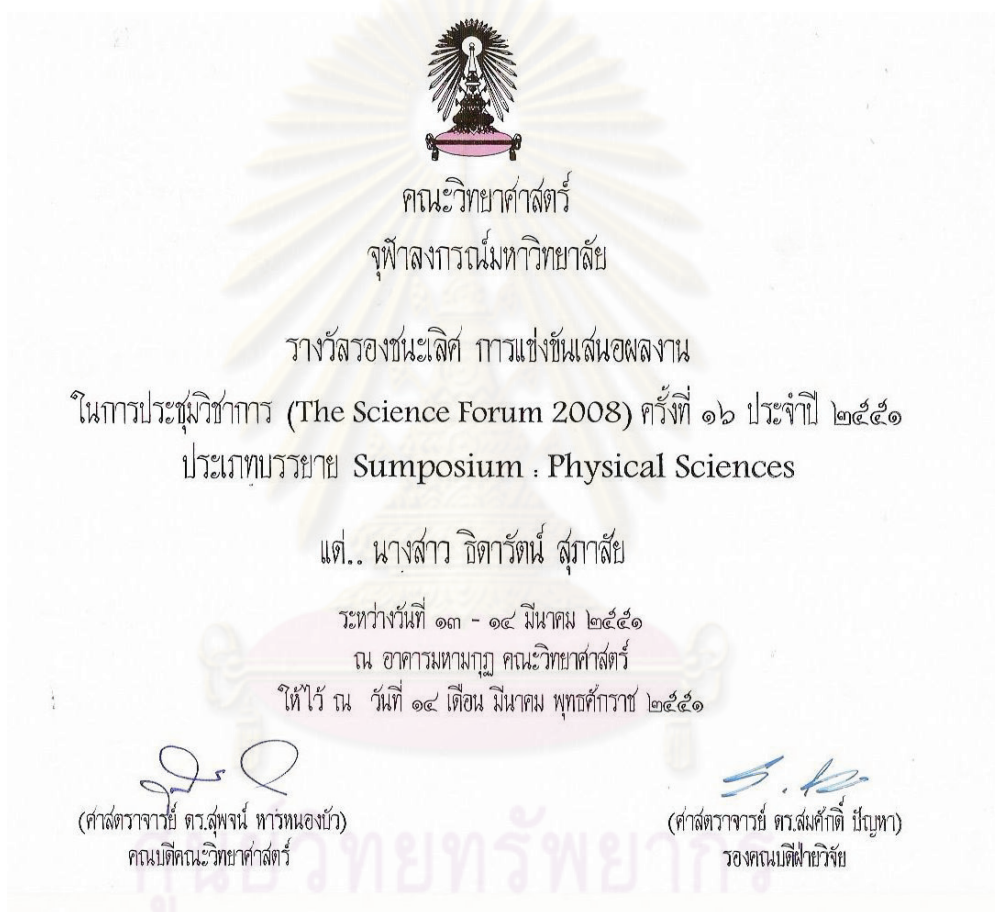 คณะวิทยาศาสตร์
จุฬาลงกรณ์มหาวิทยาลัย
รางวัลรองชนะเลิศ การแข่งขันเสนอผลงาน
ในการประชุมวิชาการ (The Science Forum 2008) ครั้งที่ ๑๖ ประจำปี ๒๕๕๑
ประเภทบรรยาย Sumposium : Physical Sciences
แด่.. นางสาว ธิดารัตน์ สุภาสัย
ระหว่างวันที่ ๑๓ - ๑๔ มีนาคม ๒๕๕๑
ณ อาคารมหามกุฏ คณะวิทยาศาสตร์
ให้ไว้ ณ วันที่ ๑๔ เดือน มีนาคม พุทธศักราช ๒๕๕๑
(ศาสตราจารย์ ดร.สุพจน์ หารหนองบัว)
คณบดีคณะวิทยาศาสตร์
(ศาสตราจารย์ ดร.สมศักดิ์ ปัญหา)
รองคณบดีฝ่ายวิจัย
ศูนย์วิทยทรัพยากร